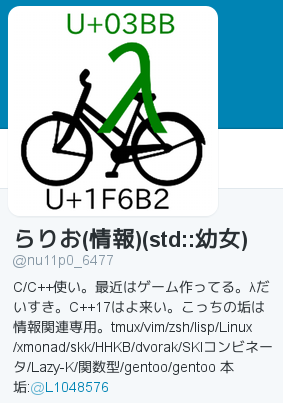 U+03BB
λ
U+1F6B2
らりお(情報)(std::幼女)
@nu11p0_6477
C/C++使い。最近はゲーム作ってる。λだ
いすき。C++17はよ来い。こっちの垢は
情報関連専用。tmux/vim/zsh/lisp/Linux
/xmonad/skk/HHKB/dvorak/SKIコンビネー
タ/Lazy-K/関数型/gentoo/gentoo 本
垢:@L1048576